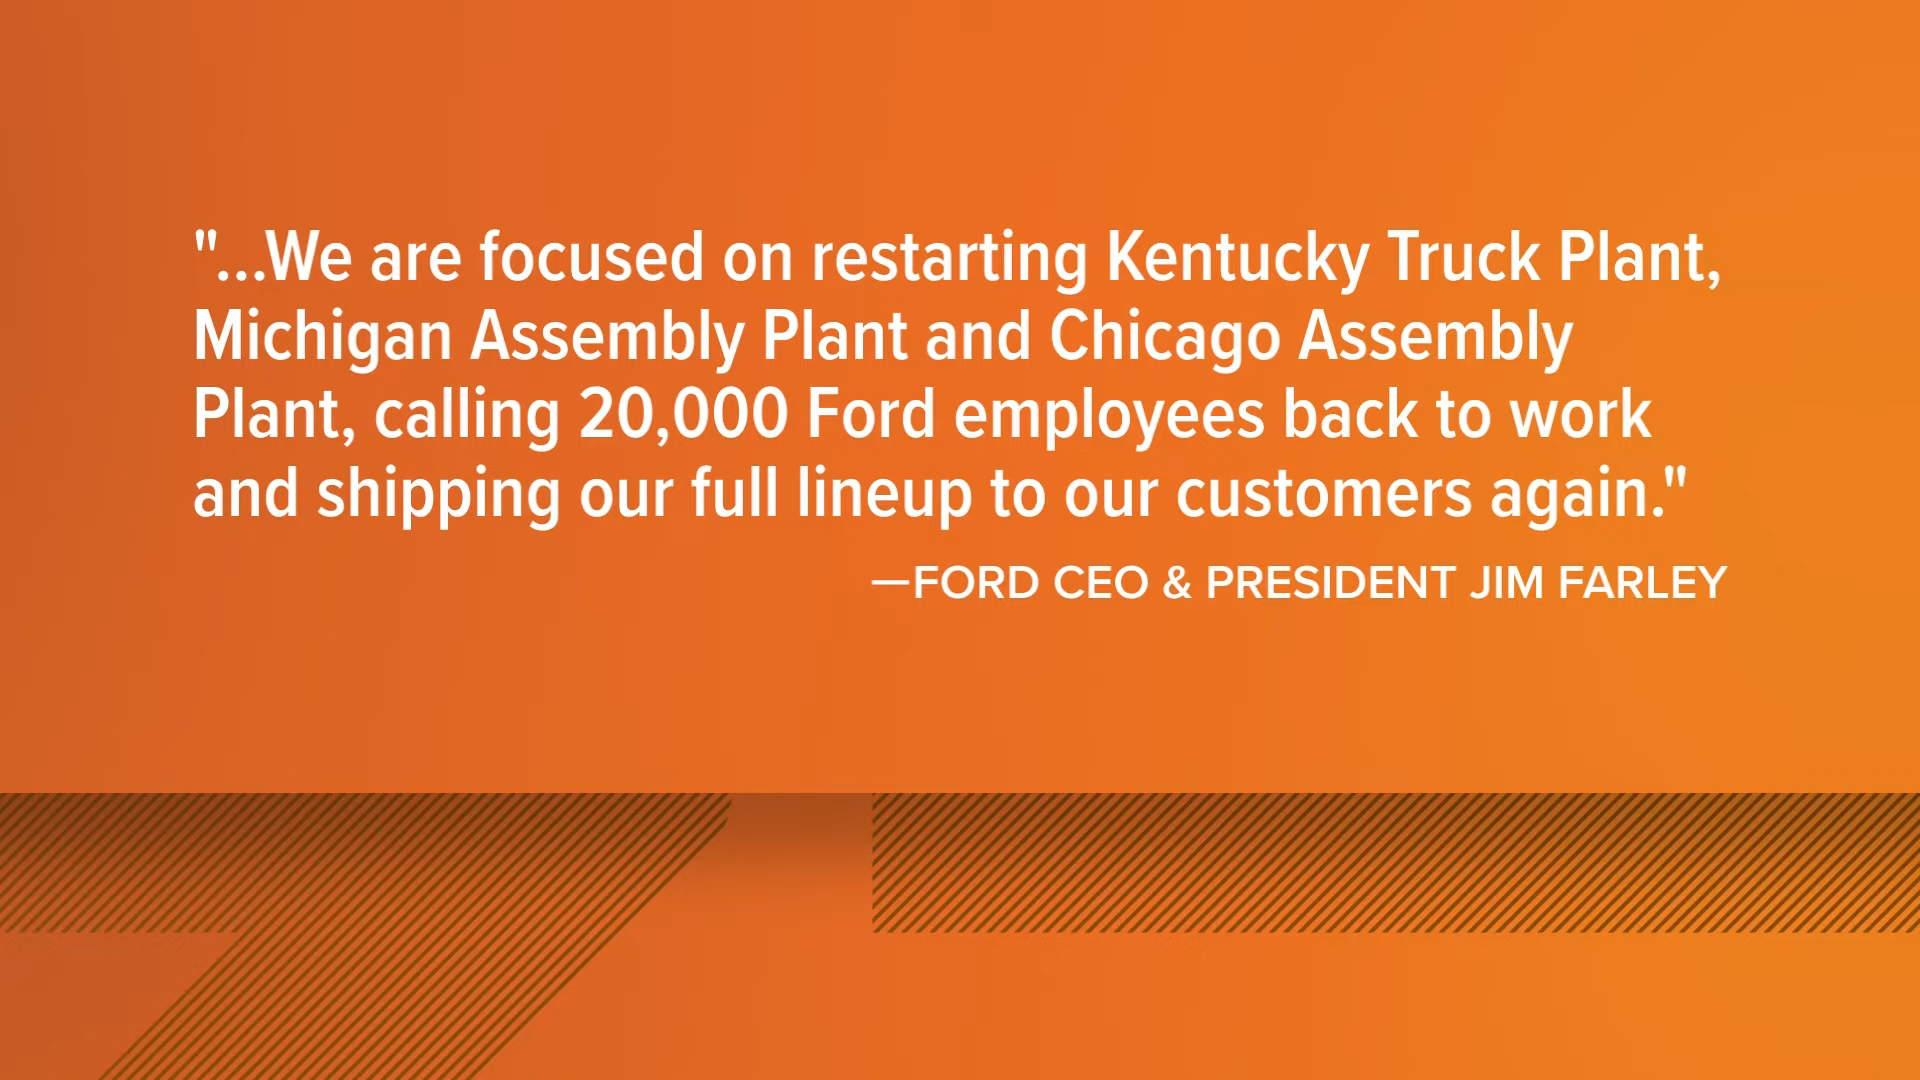 "...We are focused on restarting Kentucky Truck Plant,
Michigan Assembly Plant and Chicago Assembly
Plant, calling 20,000 Ford employees back to work
and shipping our full lineup to our customers again."
—FORD CEO & PRESIDENT JIM FARLEY